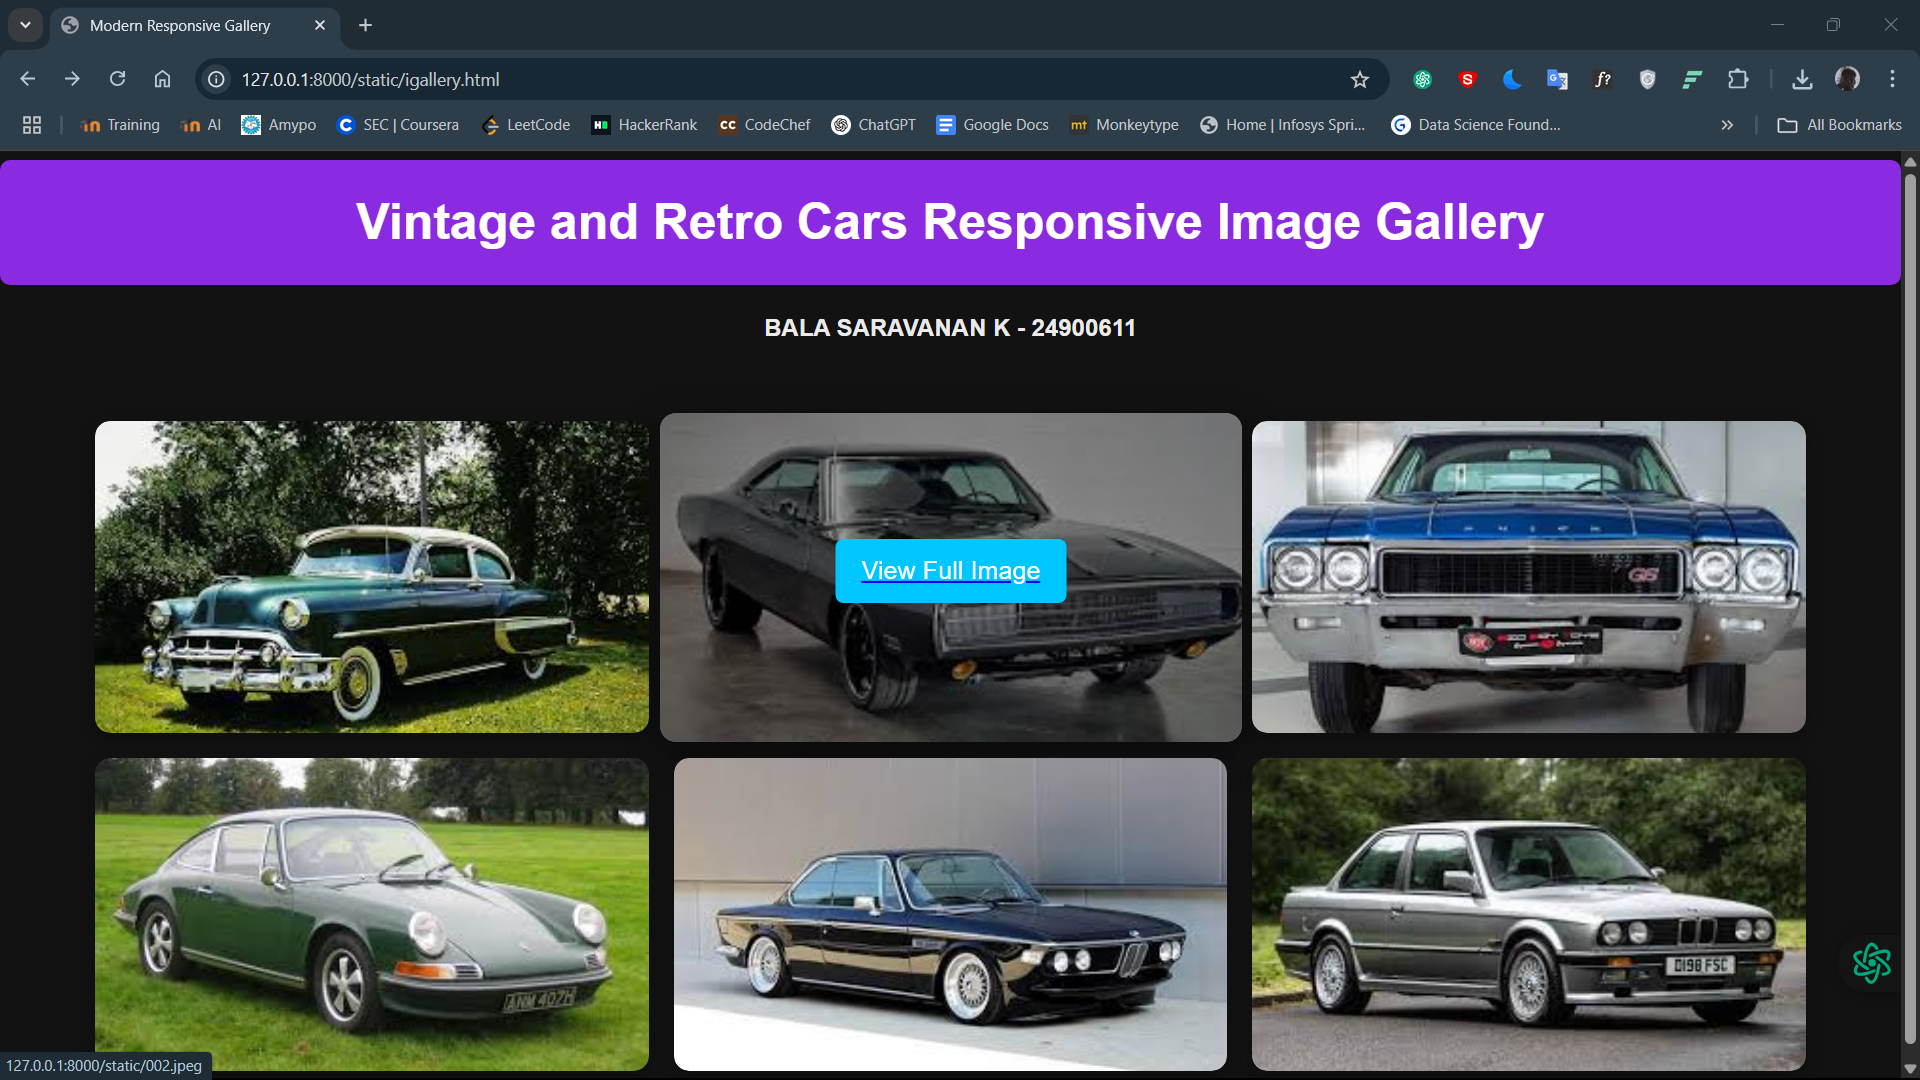 Modern Responsive Gallery
127.0.0.1:8000/static/igallery.html
Training AI Amypo SEC | Coursera LeetCode HackerRank CodeChef ChatGPT Google Docs Monkeytype Home | Infosys Spri... Data Science Found... All Bookmarks
Vintage and Retro Cars Responsive Image Gallery
BALA SARAVANAN K - 24900611
View Full Image
BUICK
GS
ANM 407H
D198 FSC
127.0.0.1:8000/static/002.jpeg